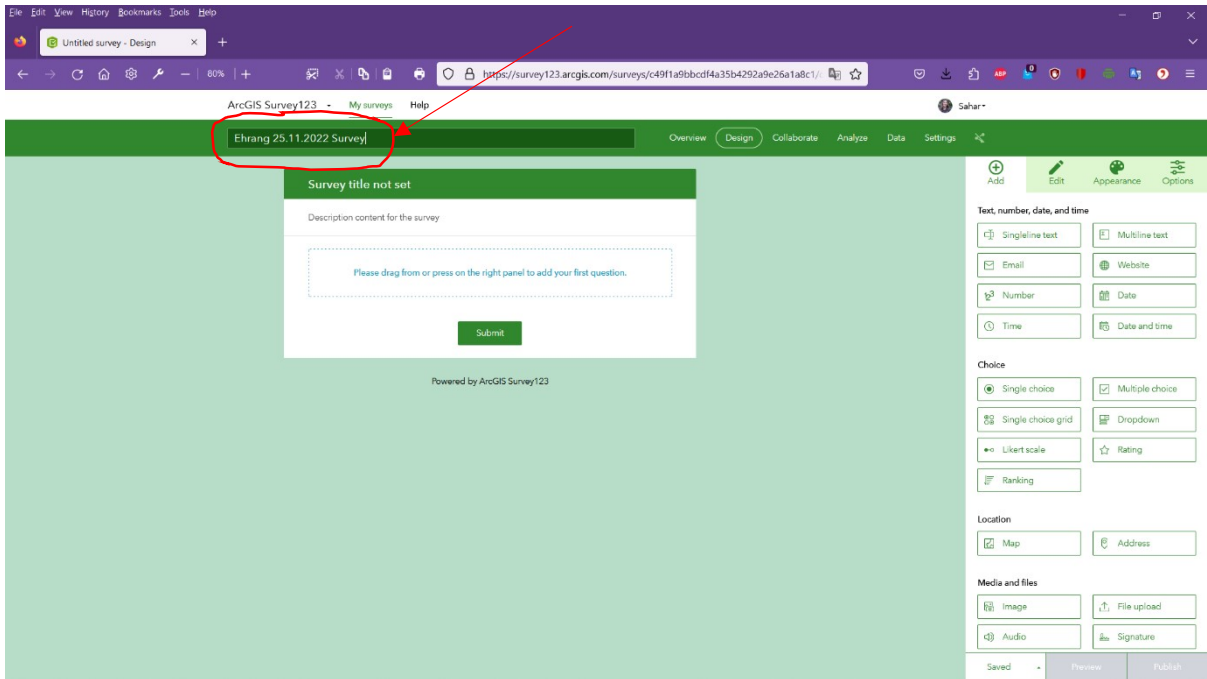 File Edit View History Bookmarks Tools Help
Untitled survey - Design
80%
https://survey123.arcgis.com/surveys/c49f1a9bbcdf4a35b4292a9e26a1a8c1/
ArcGIS Survey123 My surveys Help Sahar
Ehrang 25.11.2022 Survey
Overview Design Collaborate Analyze Data Settings
Add Edit Appearance Options
Survey title not set
Description content for the survey
Please drag from or press on the right panel to add your first question.
Submit
Powered by ArcGIS Survey123
Text, number, date, and time
Singleline text Multiline text
Email Website
Number Date
Time Date and time
Choice
Single choice Multiple choice
Single choice grid Dropdown
Likert scale Rating
Ranking
Location
Map Address
Media and files
Image File upload
Audio Signature
Saved Preview Publish